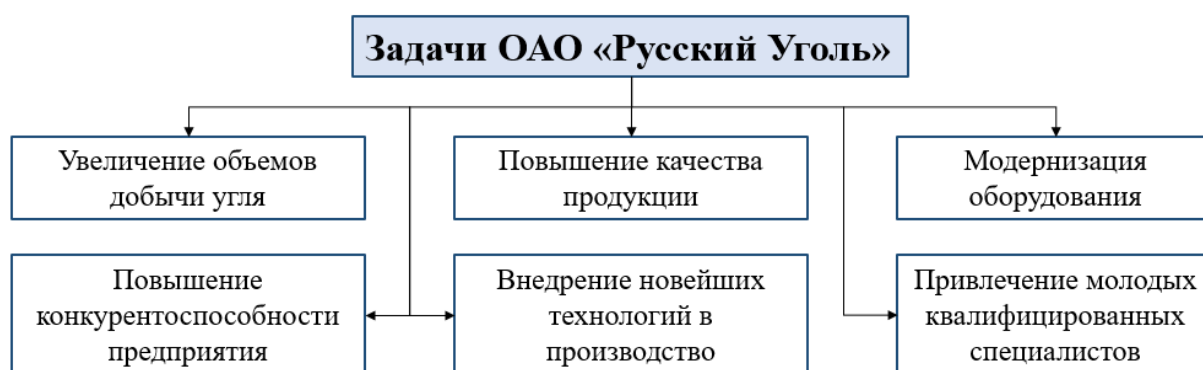 Задачи ОАО «Русский Уголь»
Увеличение объемов
добычи угля
Повышение качества
продукции
Модернизация
оборудования
Повышение
конкурентоспособности
предприятия
Внедрение новейших
технологий в
производство
Привлечение молодых
квалифицированных
специалистов